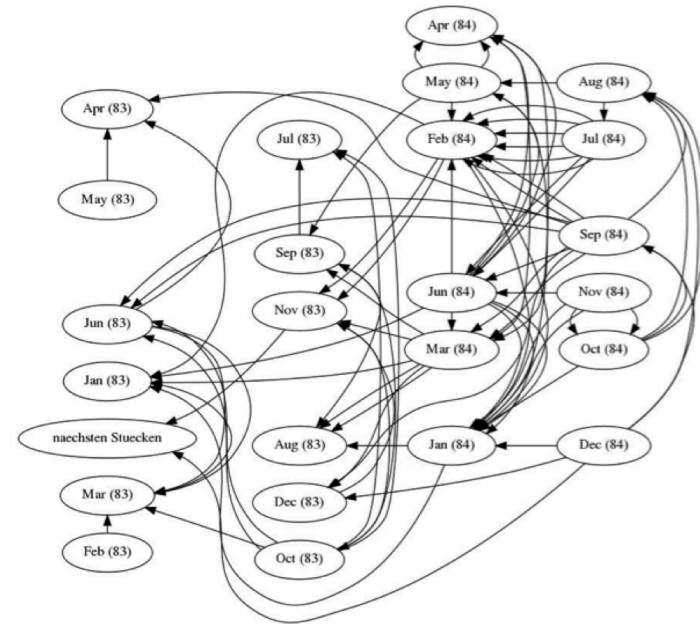 Apr (84)
May (84)
Aug (84)
Apr (83)
Jul (83)
Feb (84)
Jul (84)
May (83)
Sep (84)
Sep (83)
Jun (84)
Nov (84)
Jun (83)
Nov (83)
Mar (84)
Oct (84)
Jan (83)
naechsten Stuecken
Aug (83)
Jan (84)
Dec (84)
Mar (83)
Dec (83)
Feb (83)
Oct (83)